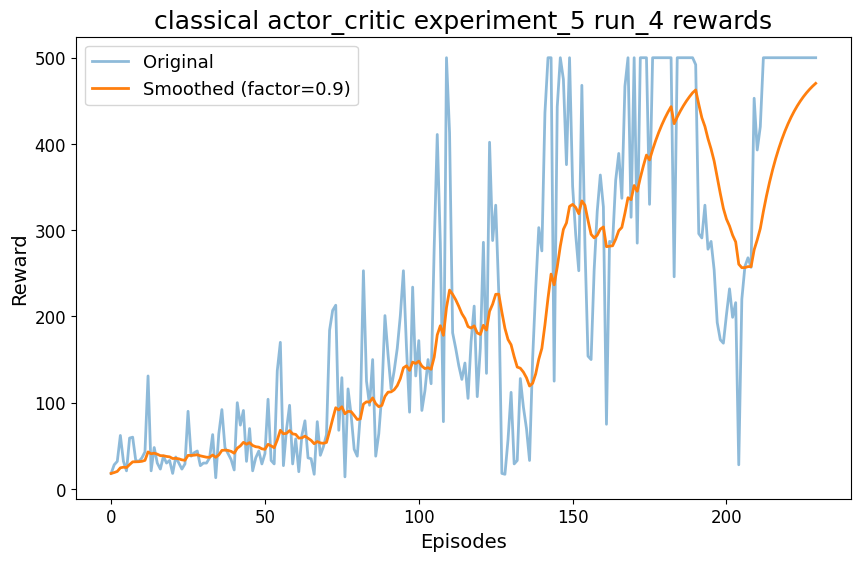 classical actor_critic experiment_5 run_4 rewards
Original
Smoothed (factor=0.9)
Reward
500
400
300
200
100
0
0 50 100 150 200
Episodes